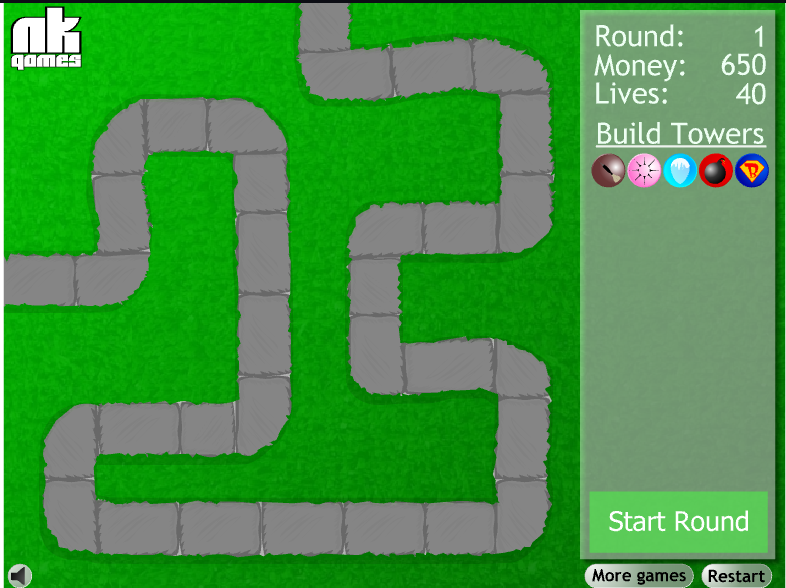 nk
games
Round: 1
Money: 650
Lives: 40
Build Towers
B
Start Round
More games
Restart